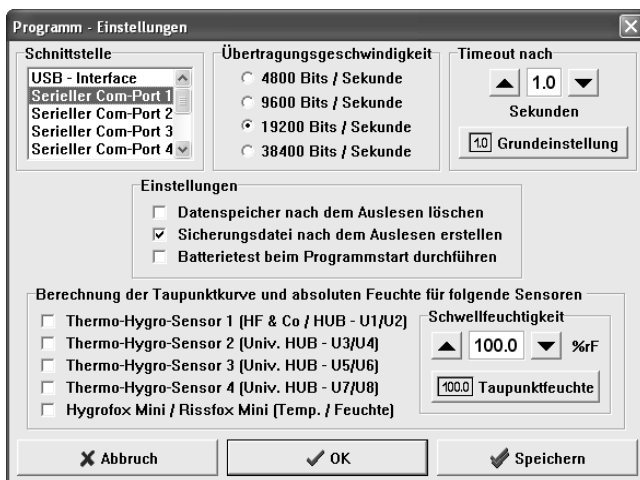 Programm - Einstellungen
Schnittstelle
USB - Interface
Serieller Com-Port 1
Serieller Com-Port 2
Serieller Com-Port 3
Serieller Com-Port 4
Übertragungsgeschwindigkeit
4800 Bits / Sekunde
9600 Bits / Sekunde
19200 Bits / Sekunde
38400 Bits / Sekunde
Timeout nach
1.0
Sekunden
1.0 Grundeinstellung
Einstellungen
Datenspeicher nach dem Auslesen löschen
Sicherungsdatei nach dem Auslesen erstellen
Batterietest beim Programmstart durchführen
Berechnung der Taupunktkurve und absoluten Feuchte für folgende Sensoren
Thermo-Hygro-Sensor 1 (HF & Co / HUB - U1/U2)
Thermo-Hygro-Sensor 2 (Univ. HUB - U3/U4)
Thermo-Hygro-Sensor 3 (Univ. HUB - U5/U6)
Thermo-Hygro-Sensor 4 (Univ. HUB - U7/U8)
Hygrofox Mini / Rissfox Mini (Temp. / Feuchte)
Schwellfeuchtigkeit
100.0 %rF
100.0 Taupunktfeuchte
Abbruch
OK
Speichern